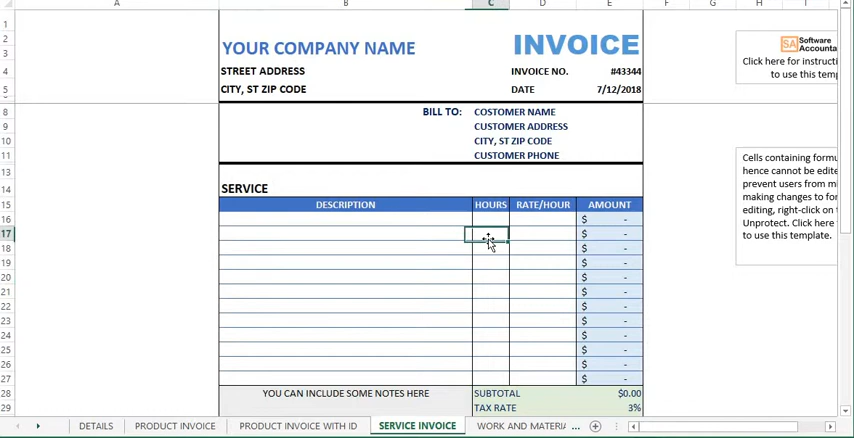 A B C D E F G H I
1
2 YOUR COMPANY NAME INVOICE SA Software
3 Accounta
4 STREET ADDRESS INVOICE NO. #43344 Click here for instructi
5 CITY, ST ZIP CODE DATE 7/12/2018 to use this temp
8 BILL TO: COSTOMER NAME
9 CUSTOMER ADDRESS
10 CITY, ST ZIP CODE
11 CUSTOMER PHONE
Cells containing formu
13 hence cannot be edite
14 SERVICE prevent users from mi
making changes to for
15 DESCRIPTION HOURS RATE/HOUR AMOUNT editing, right-click on
16 $ - Unprotect. Click here
17 $ - to use this template.
18 $ -
19 $ -
20 $ -
21 $ -
22 $ -
23 $ -
24 $ -
25 $ -
26 $ -
27 $ -
28 YOU CAN INCLUDE SOME NOTES HERE SUBTOTAL $0.00
29 TAX RATE 3%
DETAILS PRODUCT INVOICE PRODUCT INVOICE WITH ID SERVICE INVOICE WORK AND MATERIA ...